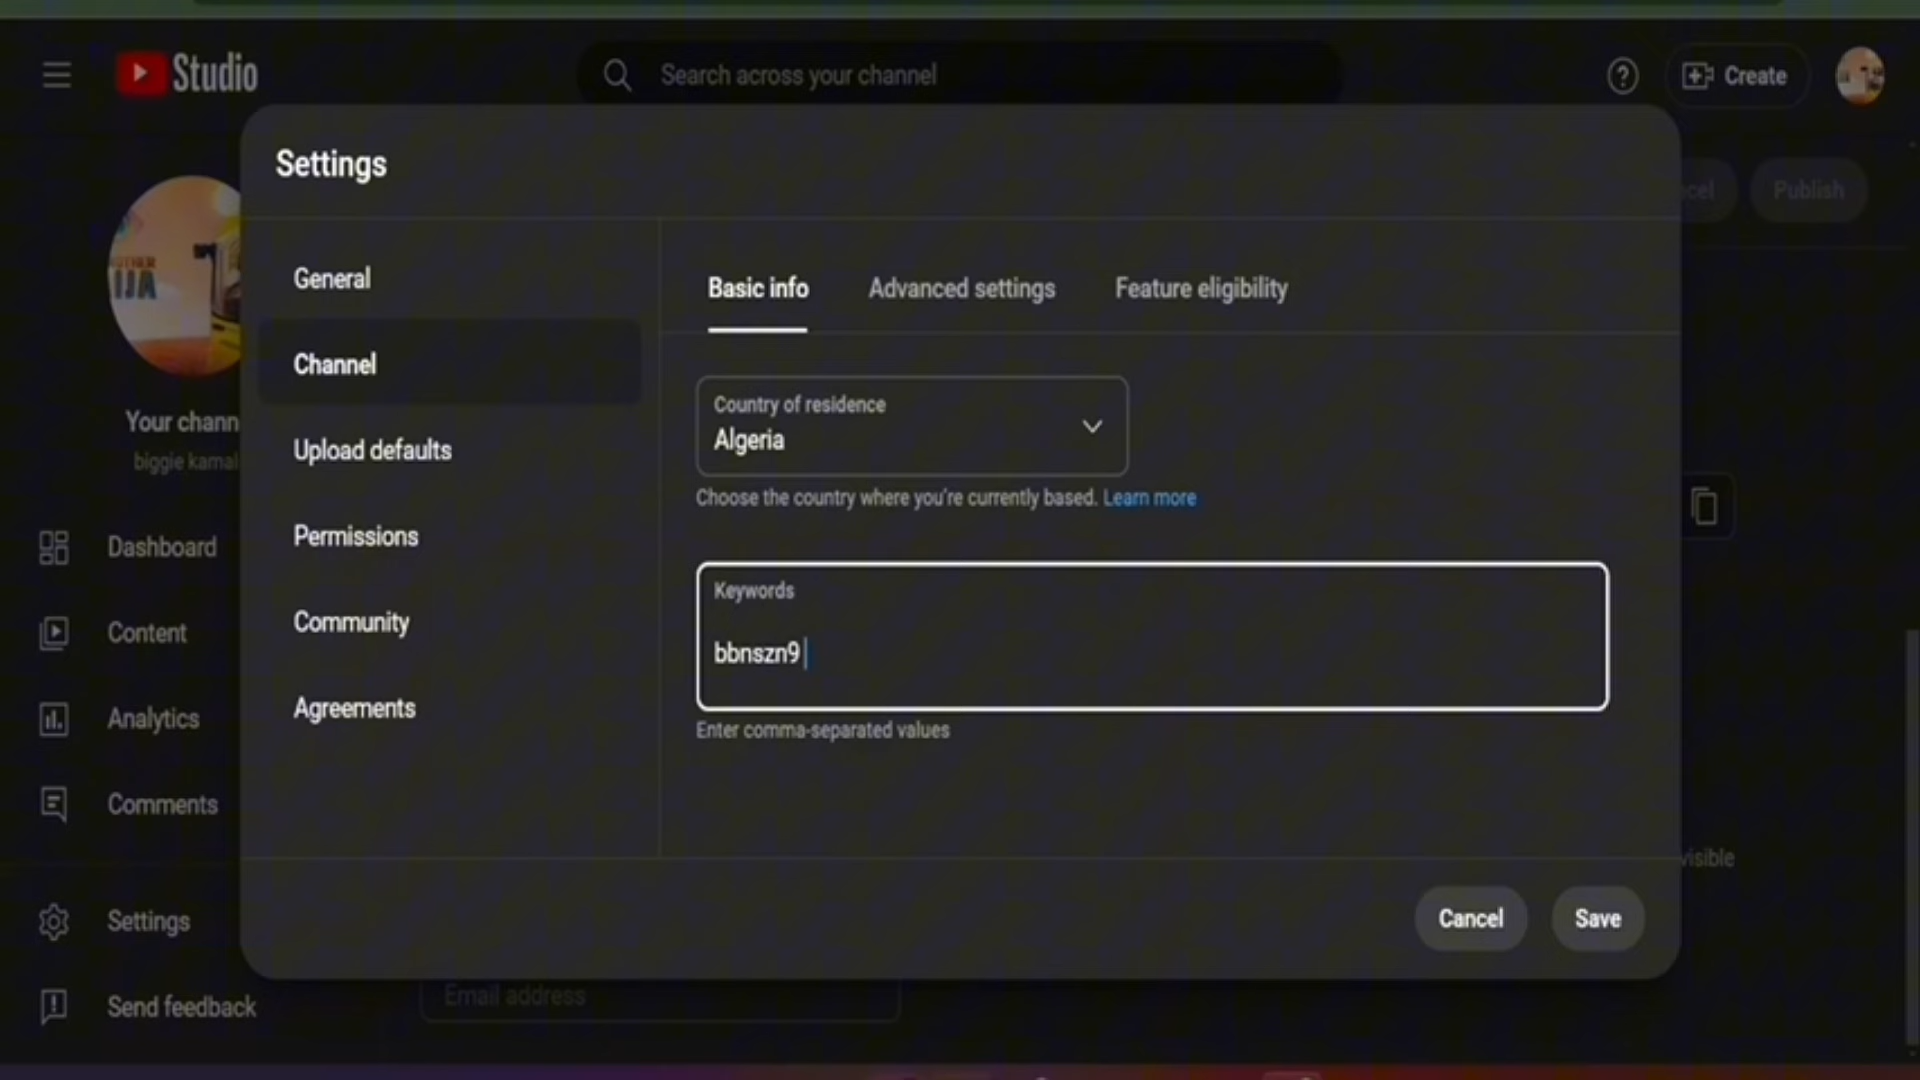 Studio
Search across your channel
Create
Settings
Publish
General
Basic info
Advanced settings
Feature eligibility
IJA
Channel
Country of residence
Algeria
Your chann
Upload defaults
biggie kamal
Choose the country where you're currently based. Learn more
Permissions
Dashboard
Keywords
Community
Content
bbnszn9
Agreements
Analytics
Enter comma-separated values
Comments
visible
Settings
Cancel
Save
Email address
Send feedback